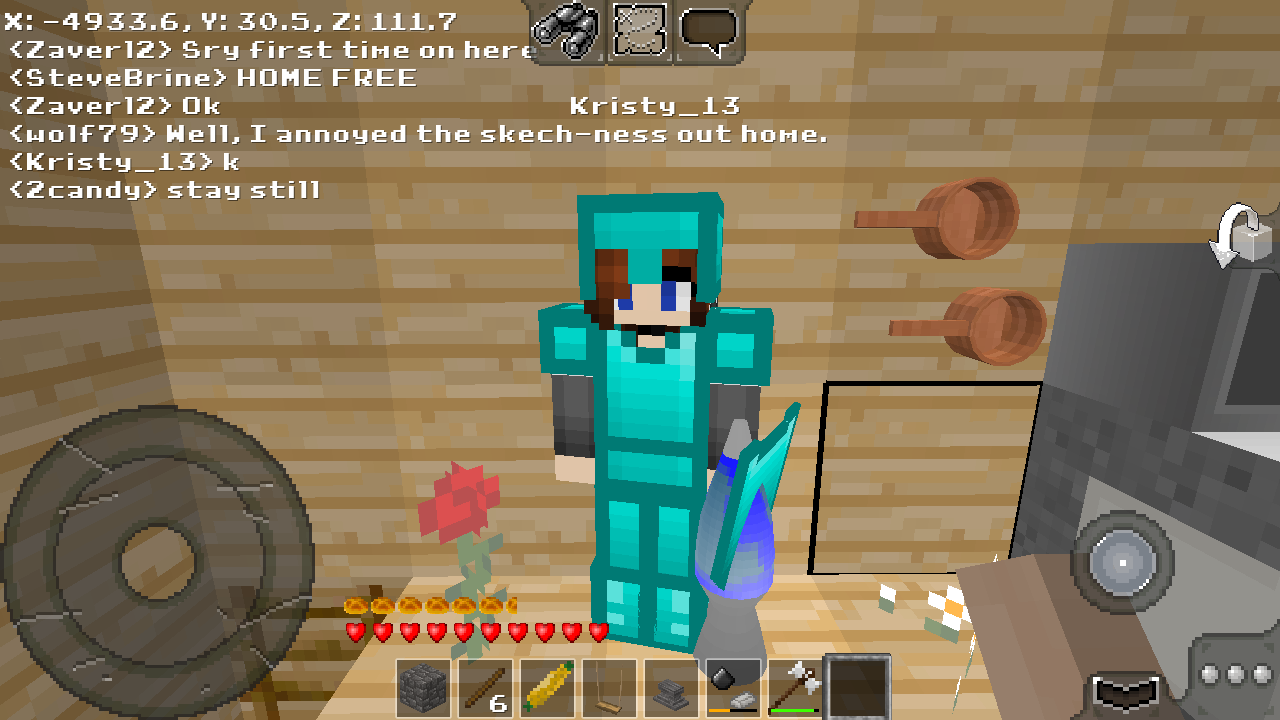 X: -4933.6, Y: 30.5, Z: 111.7
<Zaver12> Sry first time on here
<SteveBrine> HOME FREE
<Zaver12> Ok
Kristy_13
<wolf79> Well, I annoyed the skech-ness out home.
<Kristy_13> k
<2candy> stay still
6